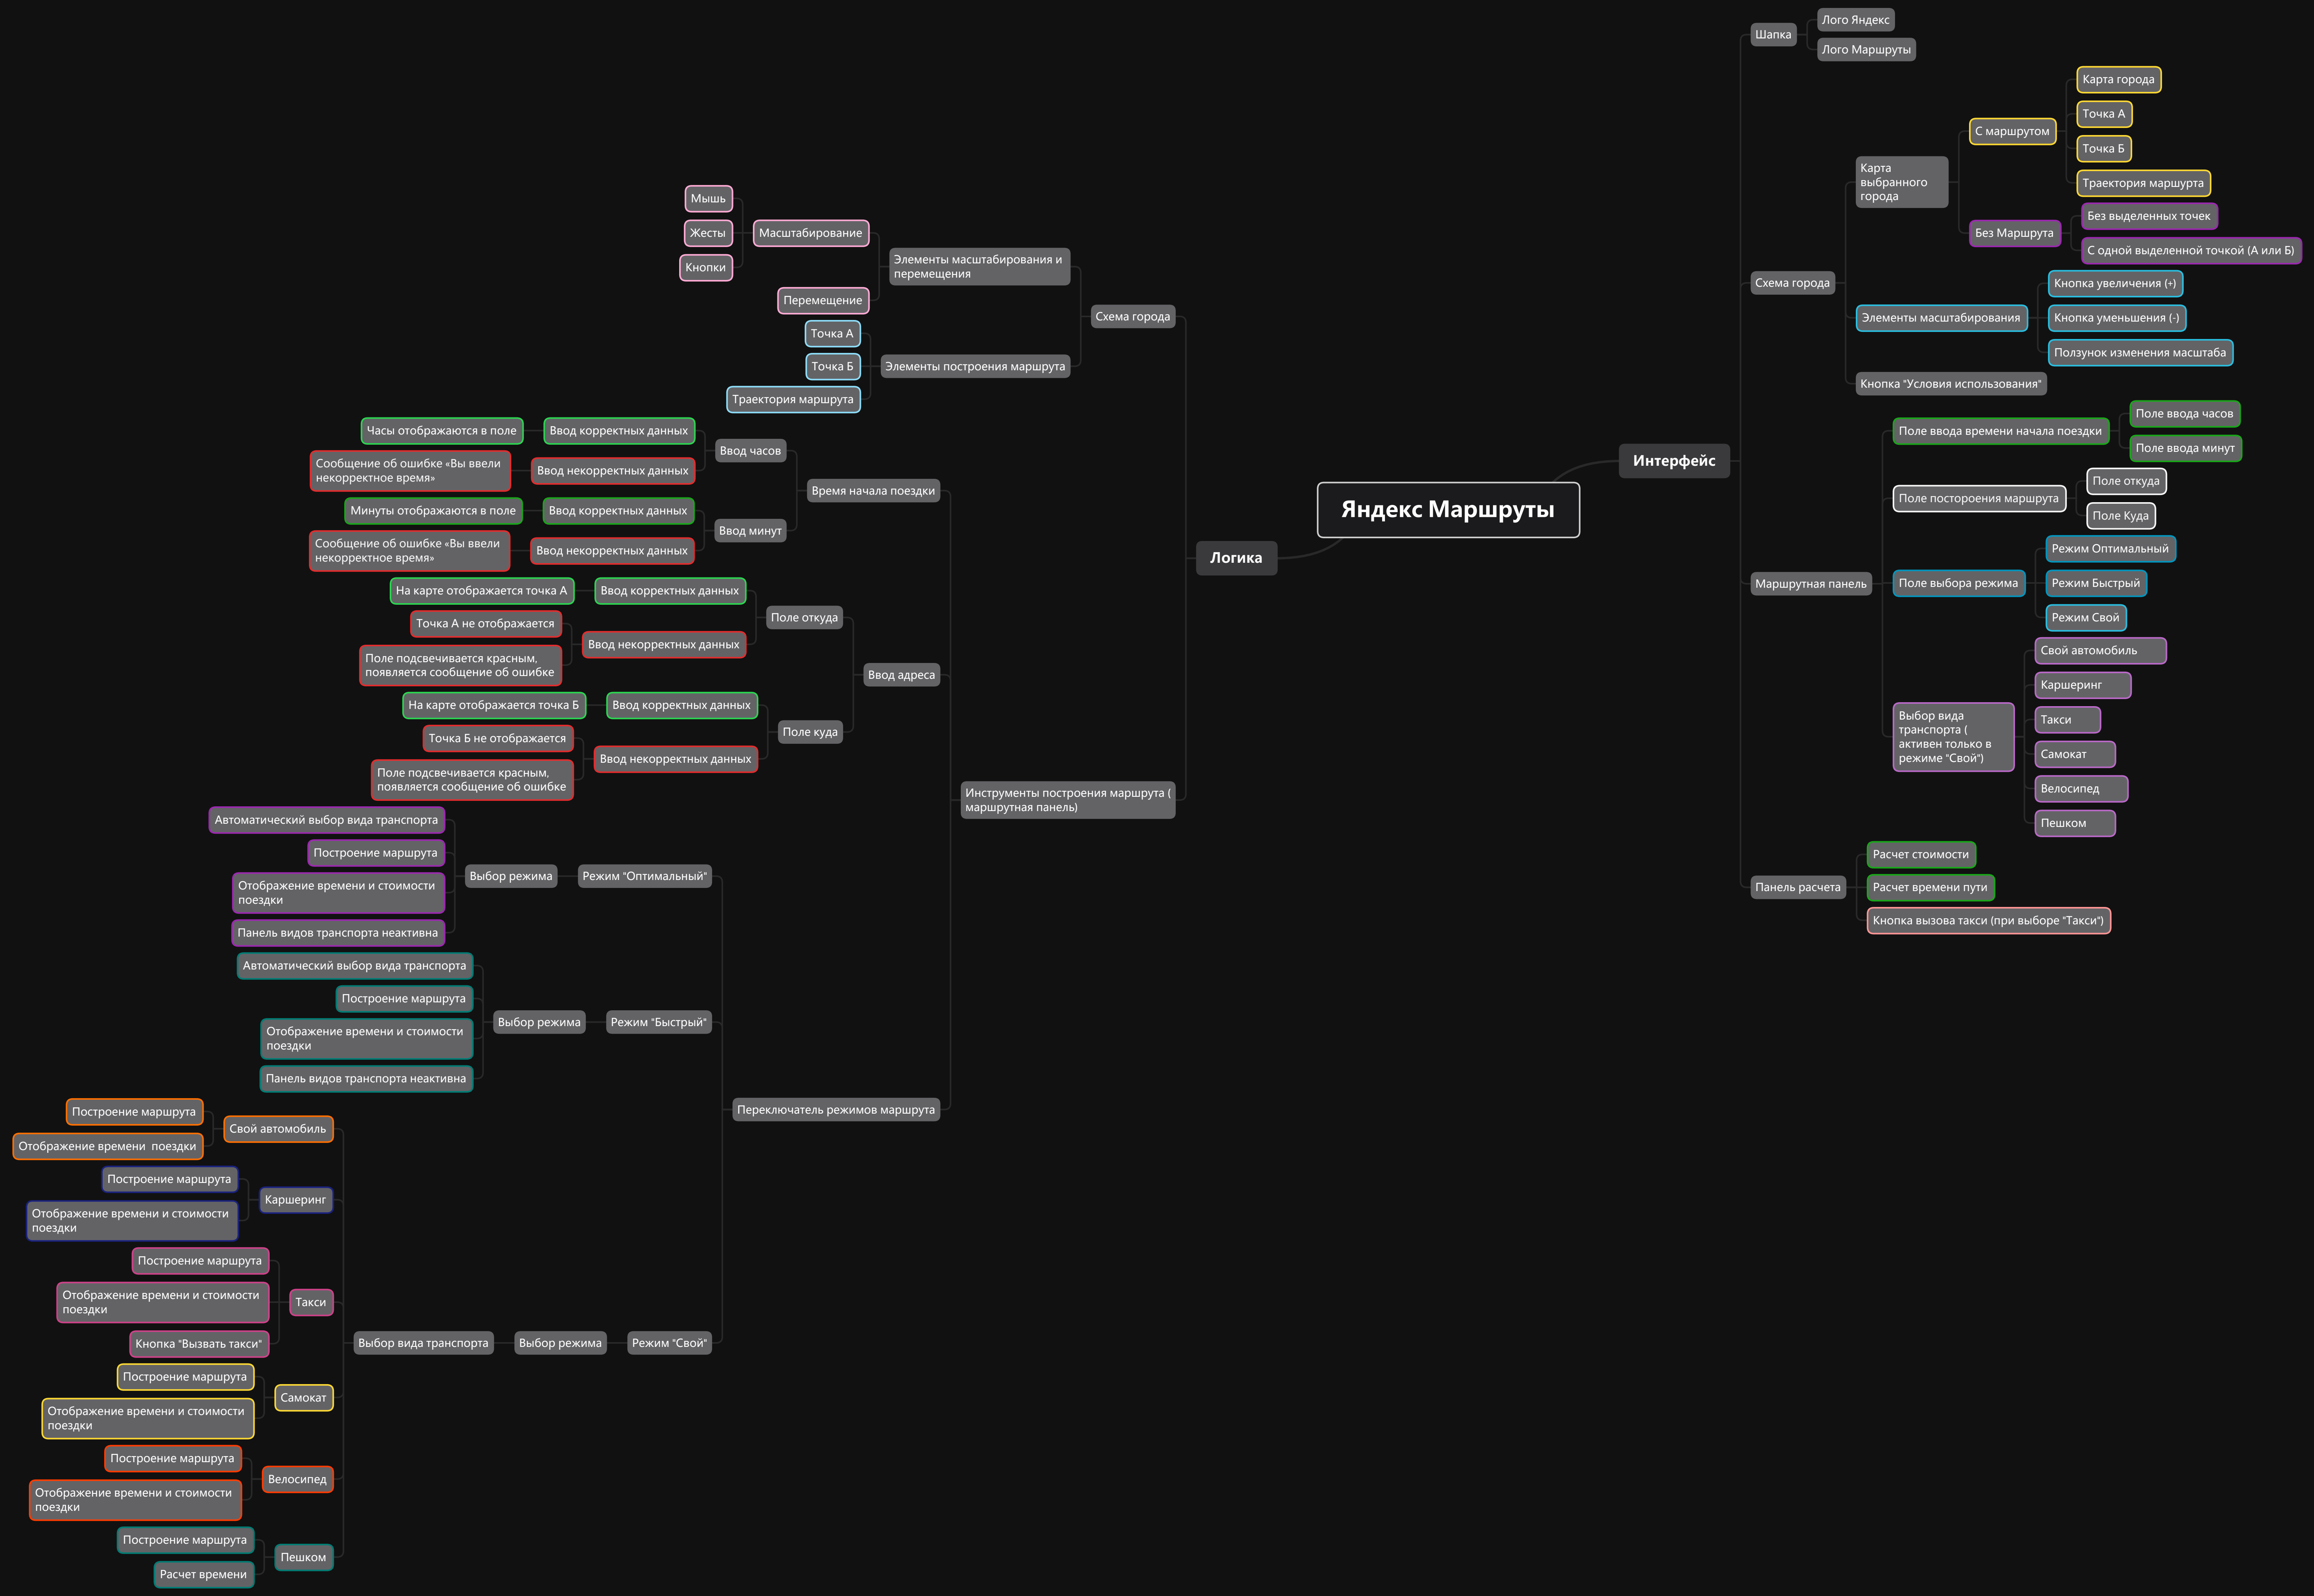 Яндекс Маршруты
Интерфейс
Шапка
Лого Яндекс
Лого Маршруты
Схема города
Карта
выбранного
города
С маршрутом
Карта города
Точка А
Точка Б
Траектория маршурта
Без Маршрута
Без выделенных точек
С одной выделенной точкой (А или Б)
Элементы масштабирования
Кнопка увеличения (+)
Кнопка уменьшения (-)
Ползунок изменения масштаба
Кнопка "Условия использования"
Маршрутная панель
Поле ввода времени начала поездки
Поле ввода часов
Поле ввода минут
Поле постороения маршрута
Поле откуда
Поле Куда
Поле выбора режима
Режим Оптимальный
Режим Быстрый
Режим Свой
Выбор вида
транспорта (
активен только в
режиме "Свой")
Свой автомобиль
Каршеринг
Такси
Самокат
Велосипед
Пешком
Панель расчета
Расчет стоимости
Расчет времени пути
Кнопка вызова такси (при выборе "Такси")
Логика
Схема города
Элементы масштабирования и
перемещения
Масштабирование
Мышь
Жесты
Кнопки
Перемещение
Элементы построения маршрута
Точка А
Точка Б
Траектория маршрута
Инструменты построения маршрута (
маршрутная панель)
Время начала поездки
Ввод часов
Ввод корректных данных
Часы отображаются в поле
Ввод некорректных данных
Сообщение об ошибке «Вы ввели
некорректное время»
Ввод минут
Ввод корректных данных
Минуты отображаются в поле
Ввод некорректных данных
Сообщение об ошибке «Вы ввели
некорректное время»
Ввод адреса
Поле откуда
Ввод корректных данных
На карте отображается точка А
Ввод некорректных данных
Точка А не отображается
Поле подсвечивается красным,
появляется сообщение об ошибке
Поле куда
Ввод корректных данных
На карте отображается точка Б
Ввод некорректных данных
Точка Б не отображается
Поле подсвечивается красным,
появляется сообщение об ошибке
Переключатель режимов маршрута
Режим "Оптимальный"
Выбор режима
Автоматический выбор вида транспорта
Построение маршрута
Отображение времени и стоимости
поездки
Панель видов транспорта неактивна
Режим "Быстрый"
Выбор режима
Автоматический выбор вида транспорта
Построение маршрута
Отображение времени и стоимости
поездки
Панель видов транспорта неактивна
Режим "Свой"
Выбор режима
Выбор вида транспорта
Свой автомобиль
Построение маршрута
Отображение времени  поездки
Каршеринг
Построение маршрута
Отображение времени и стоимости
поездки
Такси
Построение маршрута
Отображение времени и стоимости
поездки
Кнопка "Вызвать такси"
Самокат
Построение маршрута
Отображение времени и стоимости
поездки
Велосипед
Построение маршрута
Отображение времени и стоимости
поездки
Пешком
Построение маршрута
Расчет времени